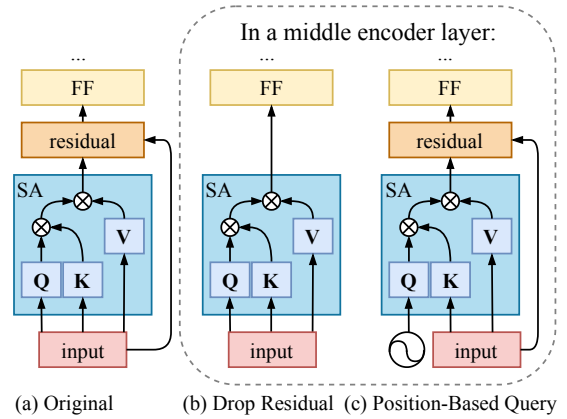 In a middle encoder layer:
... ... ...
FF FF FF
residual residual
SA SA SA
V V V
Q K Q K Q K
input input input
(a) Original (b) Drop Residual (c) Position-Based Query